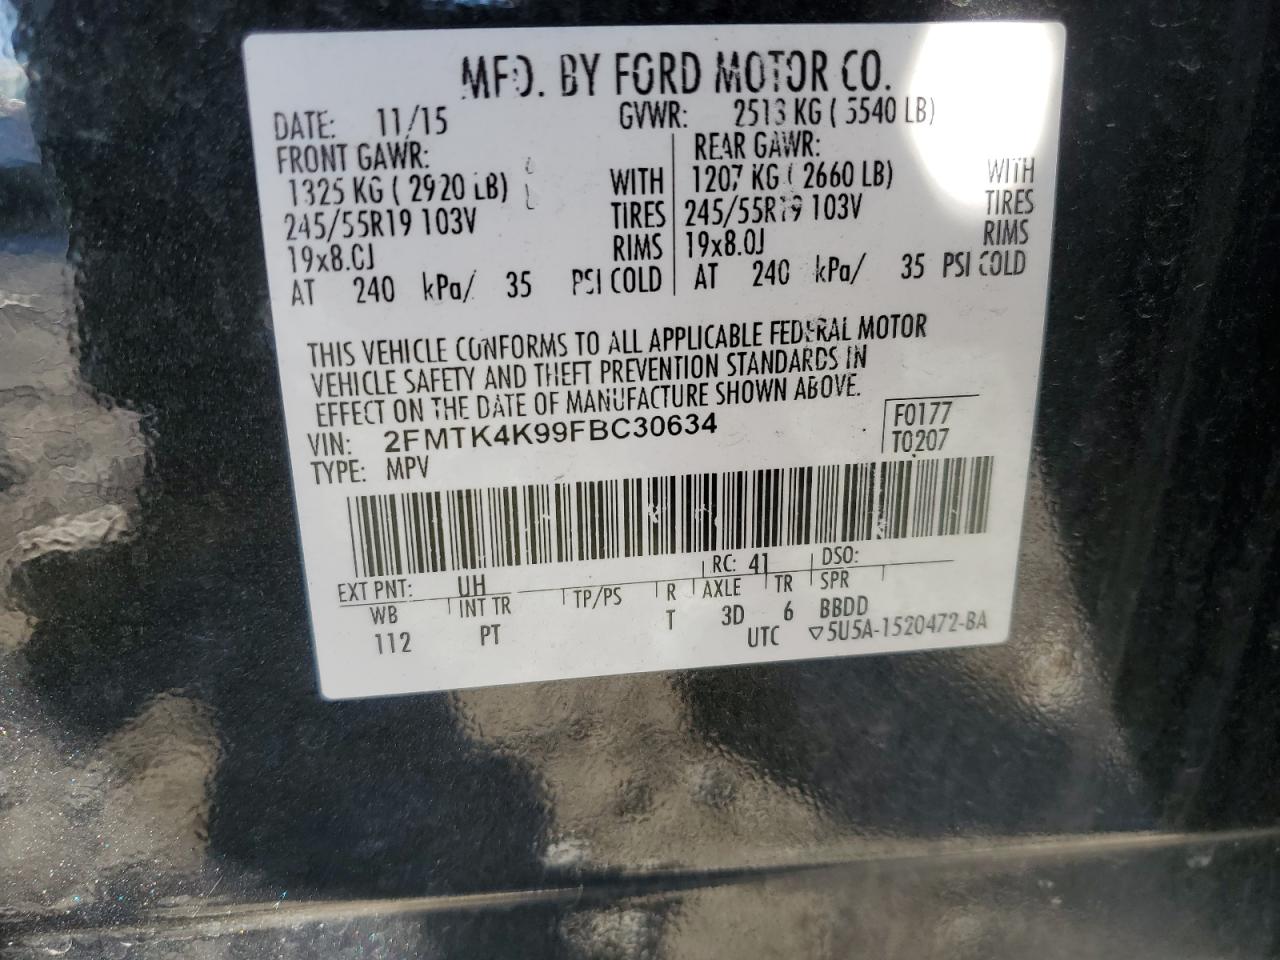 MFD. BY FORD MOTOR CO.
DATE: 11/15 GVWR: 2513 KG ( 5540 LB)
FRONT GAWR: REAR GAWR:
1325 KG ( 2920 LB) WITH 1207 KG ( 2660 LB) WITH
245/55R19 103V TIRES 245/55R19 103V TIRES
19x8.0J RIMS 19x8.0J RIMS
AT 240 kPa/ 35 PSI COLD AT 240 kPa/ 35 PSI COLD
THIS VEHICLE CONFORMS TO ALL APPLICABLE FEDERAL MOTOR
VEHICLE SAFETY AND THEFT PREVENTION STANDARDS IN
EFFECT ON THE DATE OF MANUFACTURE SHOWN ABOVE.
VIN: 2FMTK4K99FBC30634 F0177
TYPE: MPV T0207
EXT PNT: UH RC: 41 DSO:
WB INT TR TP/PS R AXLE TR SPR
112 PT T 3D 6 BBDD
UTC ▽5U5A-1520472-BA